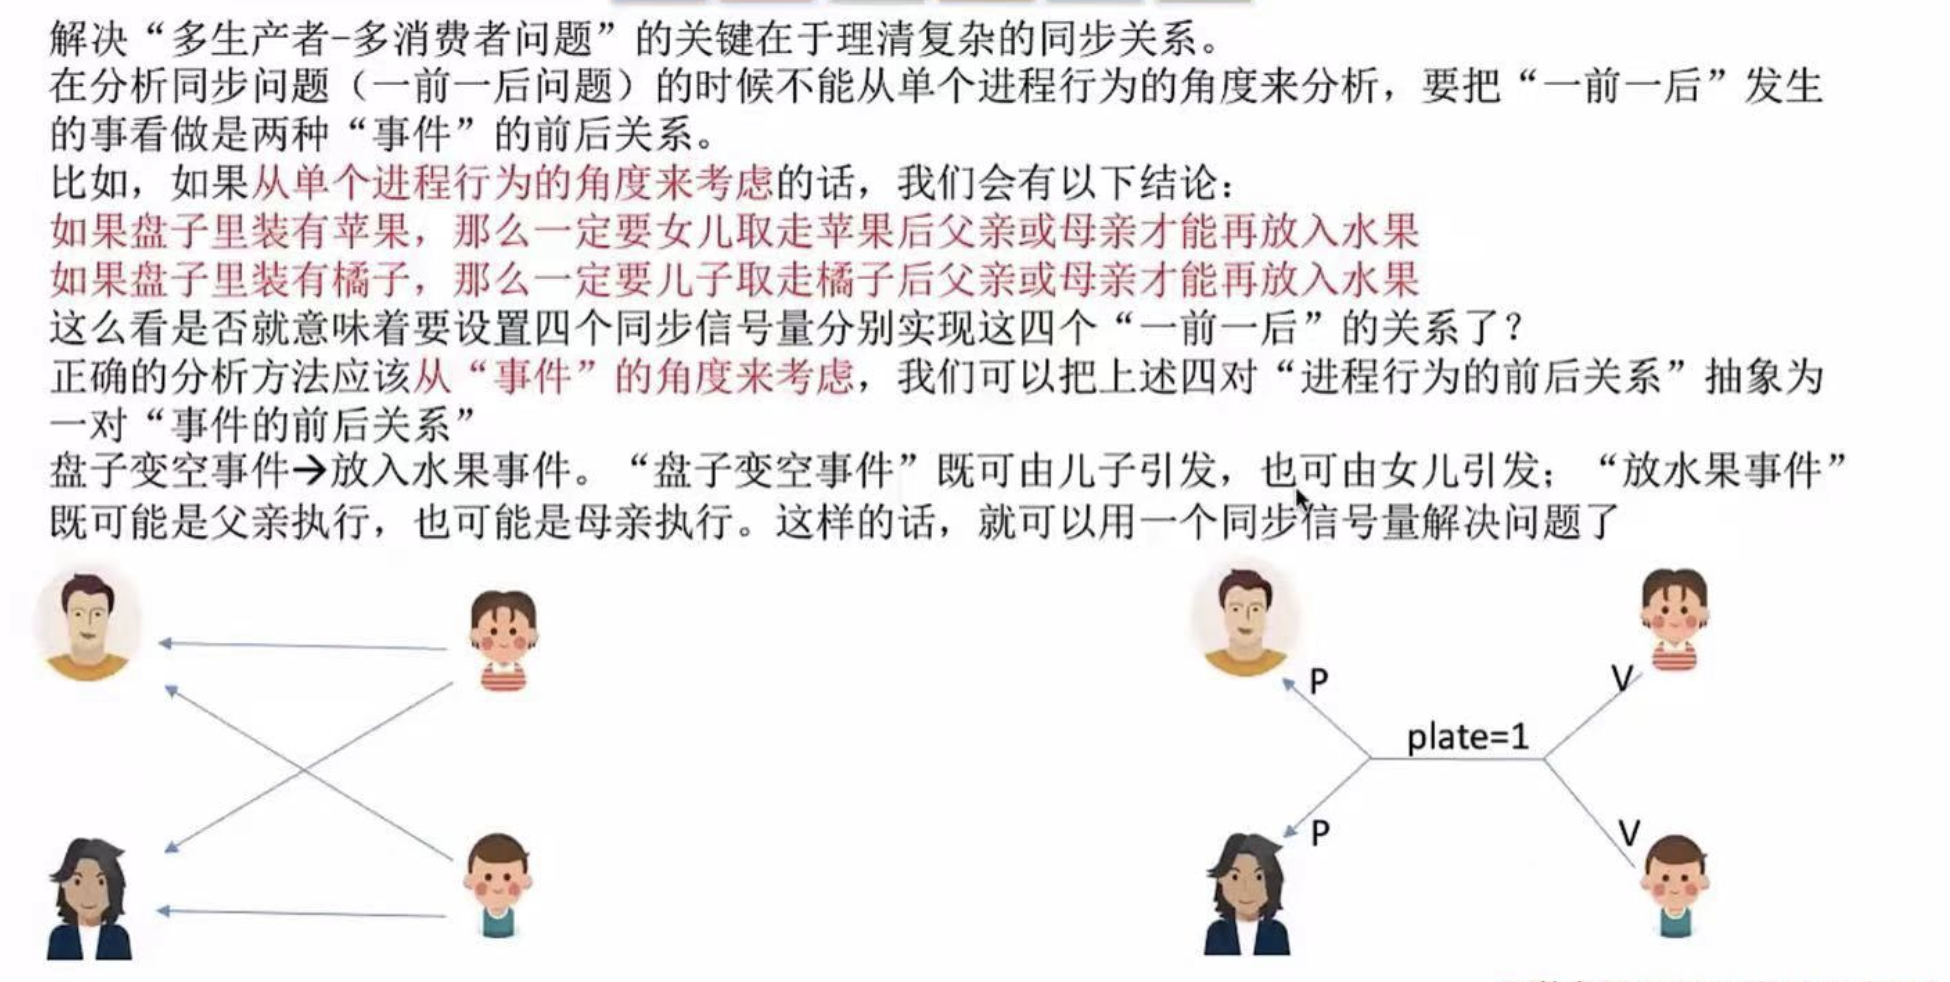 解决“多生产者-多消费者问题”的关键在于理清复杂的同步关系。
在分析同步问题（一前一后问题）的时候不能从单个进程行为的角度来分析，要把“一前一后”发生
的事看做是两种“事件”的前后关系。
比如，如果从单个进程行为的角度来考虑的话，我们会有以下结论：
如果盘子里装有苹果，那么一定要女儿取走苹果后父亲或母亲才能再放入水果
如果盘子里装有橘子，那么一定要儿子取走橘子后父亲或母亲才能再放入水果
这么看是否就意味着要设置四个同步信号量分别实现这四个“一前一后”的关系了？
正确的分析方法应该从“事件”的角度来考虑，我们可以把上述四对“进程行为的前后关系”抽象为
一对“事件的前后关系”
盘子变空事件→放入水果事件。“盘子变空事件”既可由儿子引发，也可由女儿引发；“放水果事件”
既可能是父亲执行，也可能是母亲执行。这样的话，就可以用一个同步信号量解决问题了
P
V
plate=1
P
V